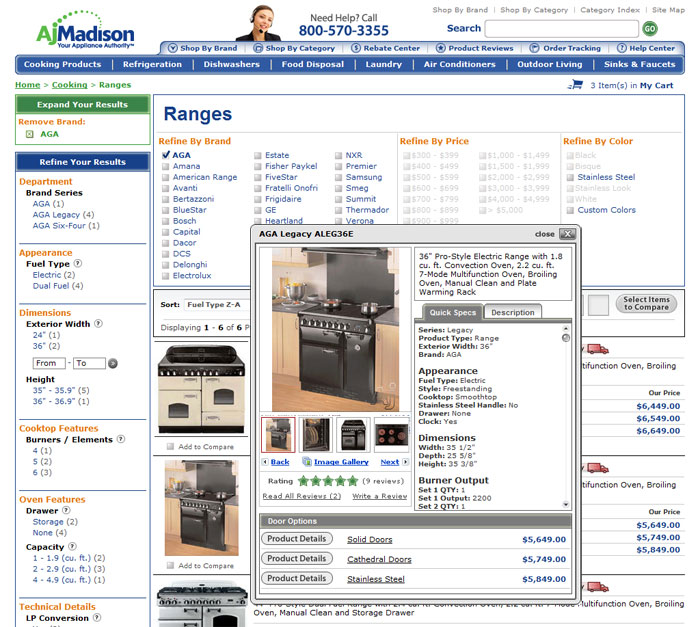 Shop By Brand | Shop By Category | Category Index | Site Map
AjMadison
Your Appliance Authority™
Need Help? Call
800-570-3355
Search
GO
Shop By Brand
Shop By Category
Rebate Center
Product Reviews
Order Tracking
Help Center
Cooking Products | Refrigeration | Dishwashers | Food Disposal | Laundry | Air Conditioners | Outdoor Living | Sinks & Faucets
Home > Cooking > Ranges
3 Item(s) in My Cart
Expand Your Results
Remove Brand:
AGA
Refine Your Results
Department
Brand Series
AGA (1)
AGA Legacy (4)
AGA Six-Four (1)
Appearance
Fuel Type ?
Electric (2)
Dual Fuel (4)
Dimensions
Exterior Width ?
24" (1)
36" (2)
From - To
Height
35" - 35.9" (5)
36" - 36.9" (1)
Cooktop Features
Burners / Elements ?
4 (1)
5 (2)
6 (3)
Oven Features
Drawer ?
Storage (2)
None (4)
Capacity ?
1 - 1.9 (cu. ft.) (2)
2 - 2.9 (cu. ft.) (3)
4 - 4.9 (cu. ft.) (1)
Technical Details
LP Conversion ?
Ranges
Refine By Brand
AGA
Amana
American Range
Avanti
Bertazzoni
BlueStar
Bosch
Capital
Dacor
DCS
Delonghi
Electrolux
Estate
Fisher Paykel
FiveStar
Fratelli Onofri
Frigidaire
GE
Heartland
NXR
Premier
Samsung
Smeg
Summit
Thermador
Verona
Refine By Price
$300 - $399
$400 - $499
$500 - $599
$600 - $699
$700 - $799
$800 - $899
$900 - $999
$1,000 - $1,499
$1,500 - $1,999
$2,000 - $2,999
$3,000 - $3,999
$4,000 - $4,999
> $5,000
Refine By Color
Black
Bisque
Stainless Steel
Stainless Look
White
Custom Colors
Sort: Fuel Type Z-A
Displaying 1 - 6 of 6
Select Items
to Compare
Add to Compare
Add to Compare
AGA Legacy ALEG36E
close
36" Pro-Style Electric Range with 1.8
cu. ft. Convection Oven, 2.2 cu. ft.
7-Mode Multifunction Oven, Broiling
Oven, Manual Clean and Plate
Warming Rack
Quick Specs
Description
Series: Legacy
Product Type: Range
Exterior Width: 36"
Brand: AGA
Appearance
Fuel Type: Electric
Style: Freestanding
Cooktop: Smoothtop
Stainless Steel Handle: No
Drawer: None
Clock: Yes
Dimensions
Width: 35 1/2"
Depth: 25 5/8"
Height: 35 3/8"
Burner Output
Set 1 QTY: 1
Set 1 Output: 2200
Set 2 QTY: 1
Back
Image Gallery
Next
Rating
(9 reviews)
Read All Reviews (2)
Write a Review
Door Options
Product Details Solid Doors $5,649.00
Product Details Cathedral Doors $5,749.00
Product Details Stainless Steel $5,849.00
ltifunction Oven, Broiling
Our Price
$6,449.00
$6,549.00
$6,649.00
ltifunction Oven, Broiling
Our Price
$5,649.00
$5,749.00
$5,849.00
Multifunction Oven, Broiling
Oven, Manual Clean and Storage Drawer